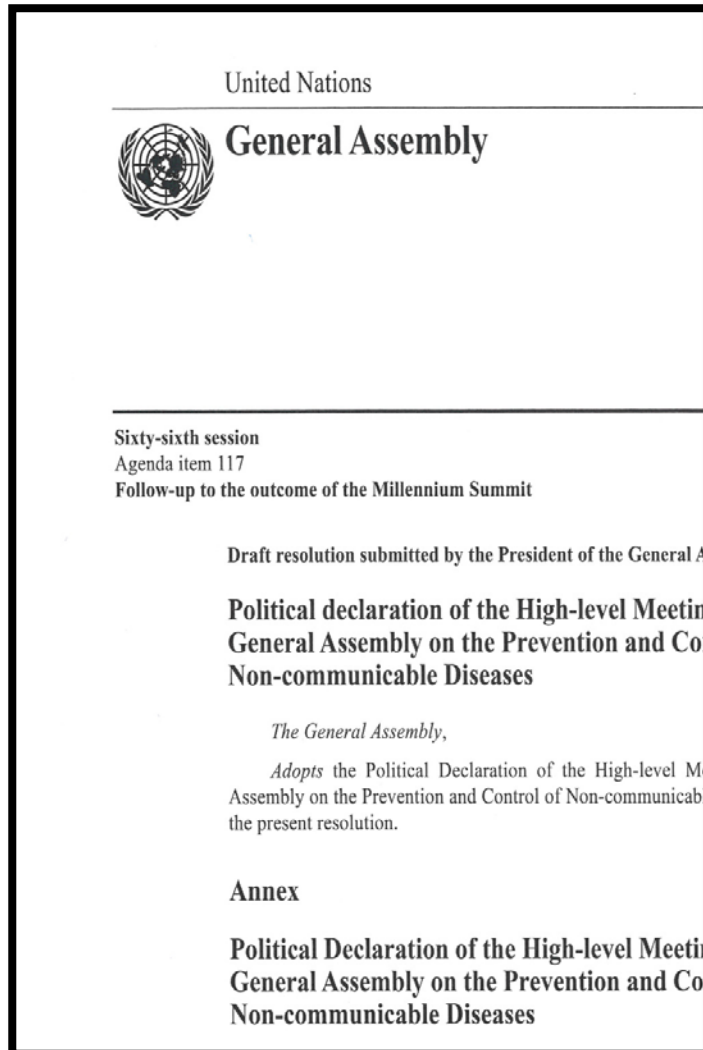 United Nations
General Assembly
Sixty-sixth session
Agenda item 117
Follow-up to the outcome of the Millennium Summit
Draft resolution submitted by the President of the General
Political declaration of the High-level
General Assembly on the Prevention and
Non-communicable Diseases
The General Assembly,
Adopts the Political Declaration of the High-level
Assembly on the Prevention and Control of
the present resolution.
Annex
Political Declaration of the High-level
General Assembly on the Prevention and
Non-communicable Diseases